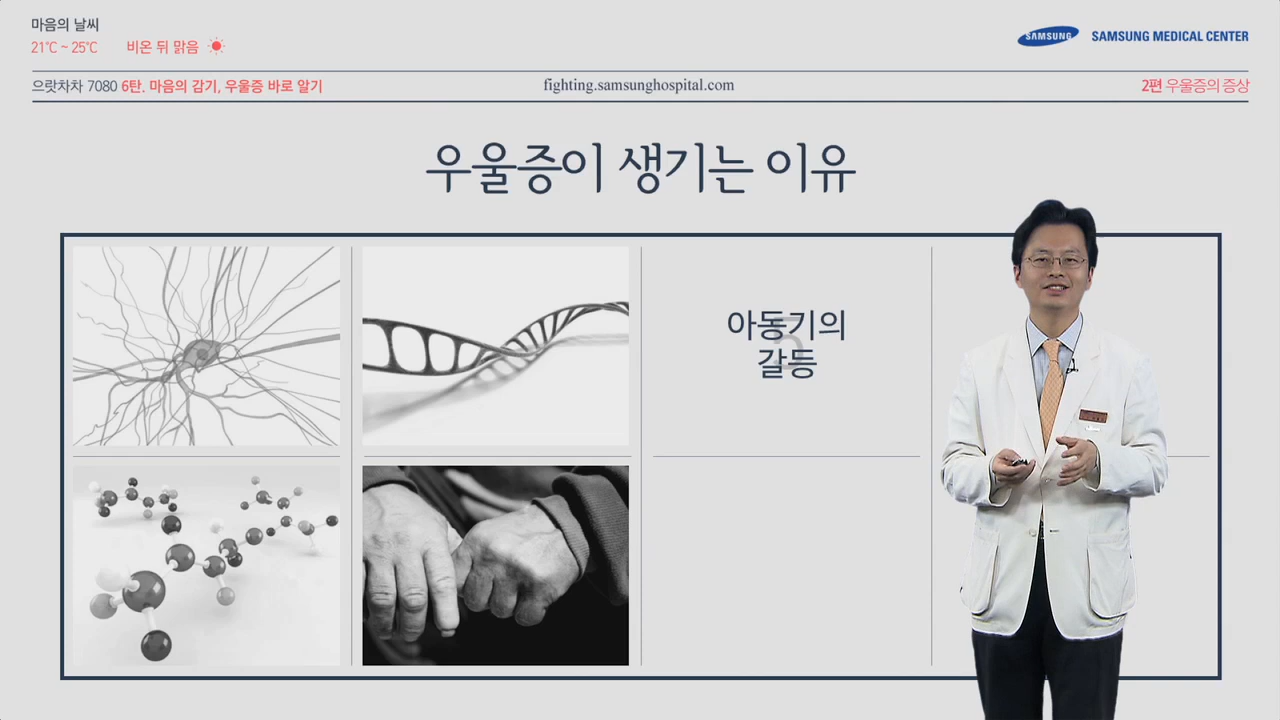 마음의 날씨
21℃ ~ 25℃ 비온 뒤 맑음
SAMSUNG
SAMSUNG MEDICAL CENTER
으랏차차 7080 6탄. 마음의 감기, 우울증 바로 알기
fighting.samsunghospital.com
2편 우울증의 증상
우울증이 생기는 이유
5
아동기의
갈등